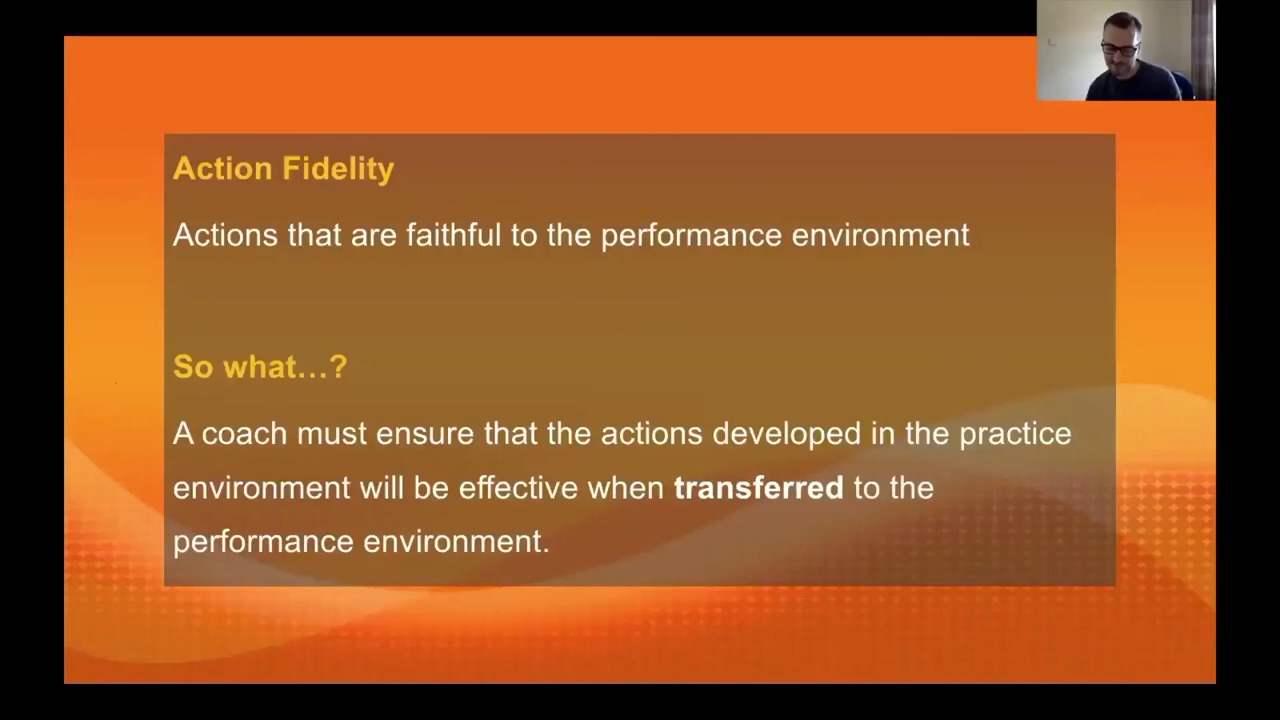 Action Fidelity
Actions that are faithful to the performance environment
So what…?
A coach must ensure that the actions developed in the practice
environment will be effective when transferred to the
performance environment.